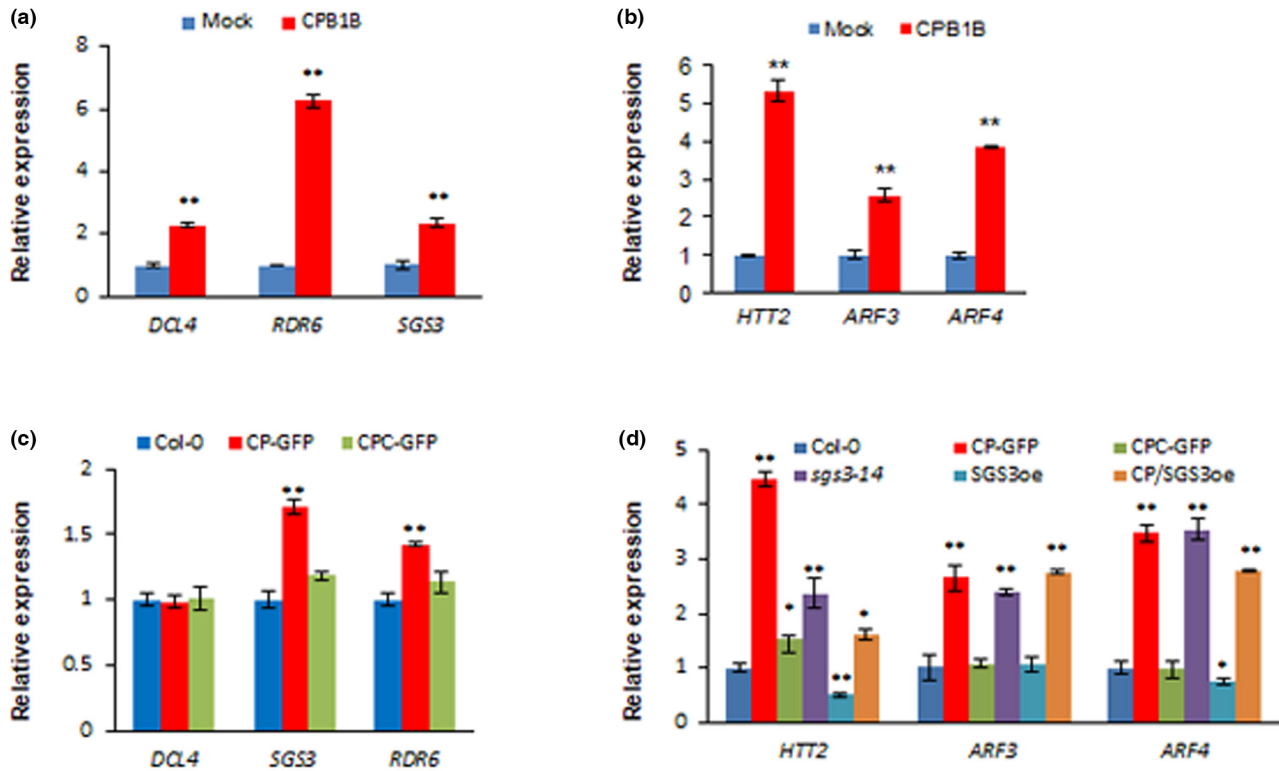 (a)
Mock CPB1B
Relative expression
8
6
4
2
0
**
**
**
DCL4 RDR6 SGS3
(b)
Mock CPB1B
Relative expression
6
5
4
3
2
1
0
**
**
**
HTT2 ARF3 ARF4
(c)
Col-0 CP-GFP CPC-GFP
Relative expression
2
1.5
1
0.5
0
**
**
DCL4 SGS3 RDR6
(d)
Col-0 CP-GFP CPC-GFP
sgs3-14 SGS3oe CP/SGS3oe
Relative expression
5
4
3
2
1
0
** * ** ** *
** ** **
** ** * **
HTT2 ARF3 ARF4